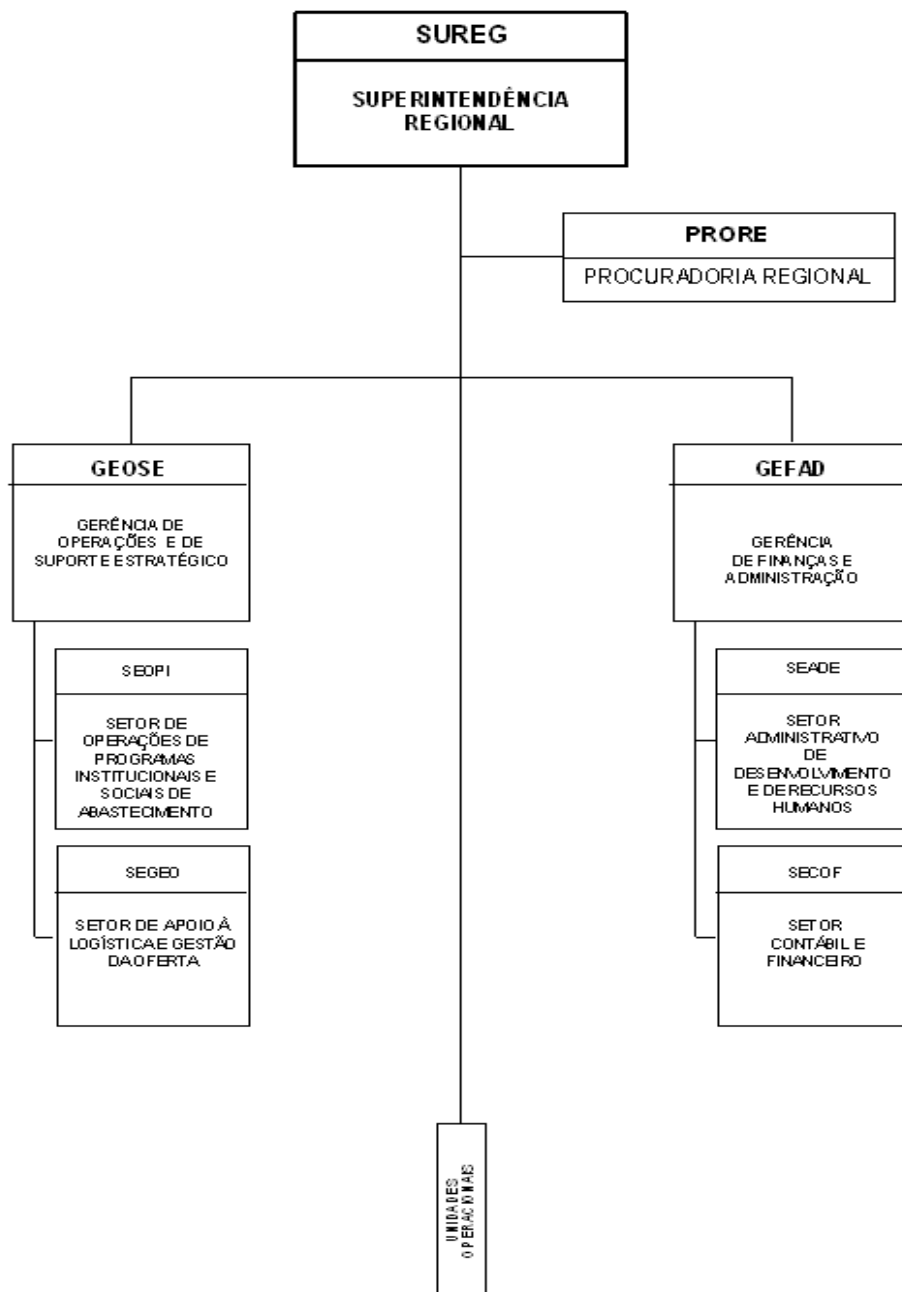 SUREG
SUPERINTENDÊNCIA
REGIONAL
PRORE
PROCURADORIA REGIONAL
GEOSE
GERÊNCIA DE
OPERAÇÕES E DE
SUPORTE ESTRATÉGICO
GEFAD
GERÊNCIA
DE FINANÇAS E
ADMINISTRAÇÃO
SEOPI
SETOR DE
OPERAÇÕES DE
PROGRAMAS
INSTITUCIONAIS E
SOCIAIS DE
ABASTECIMENTO
SEADE
SETOR
ADMINISTRATIVO
DE
DESENVOLVIMENTO
E DE RECURSOS
HUMANOS
SEGEO
SETOR DE APOIO À
LOGÍSTICA E GESTÃO
DA OFERTA
SECOF
SETOR
CONTÁBIL E
FINANCEIRO
UNIDADES
OPERACIONAIS